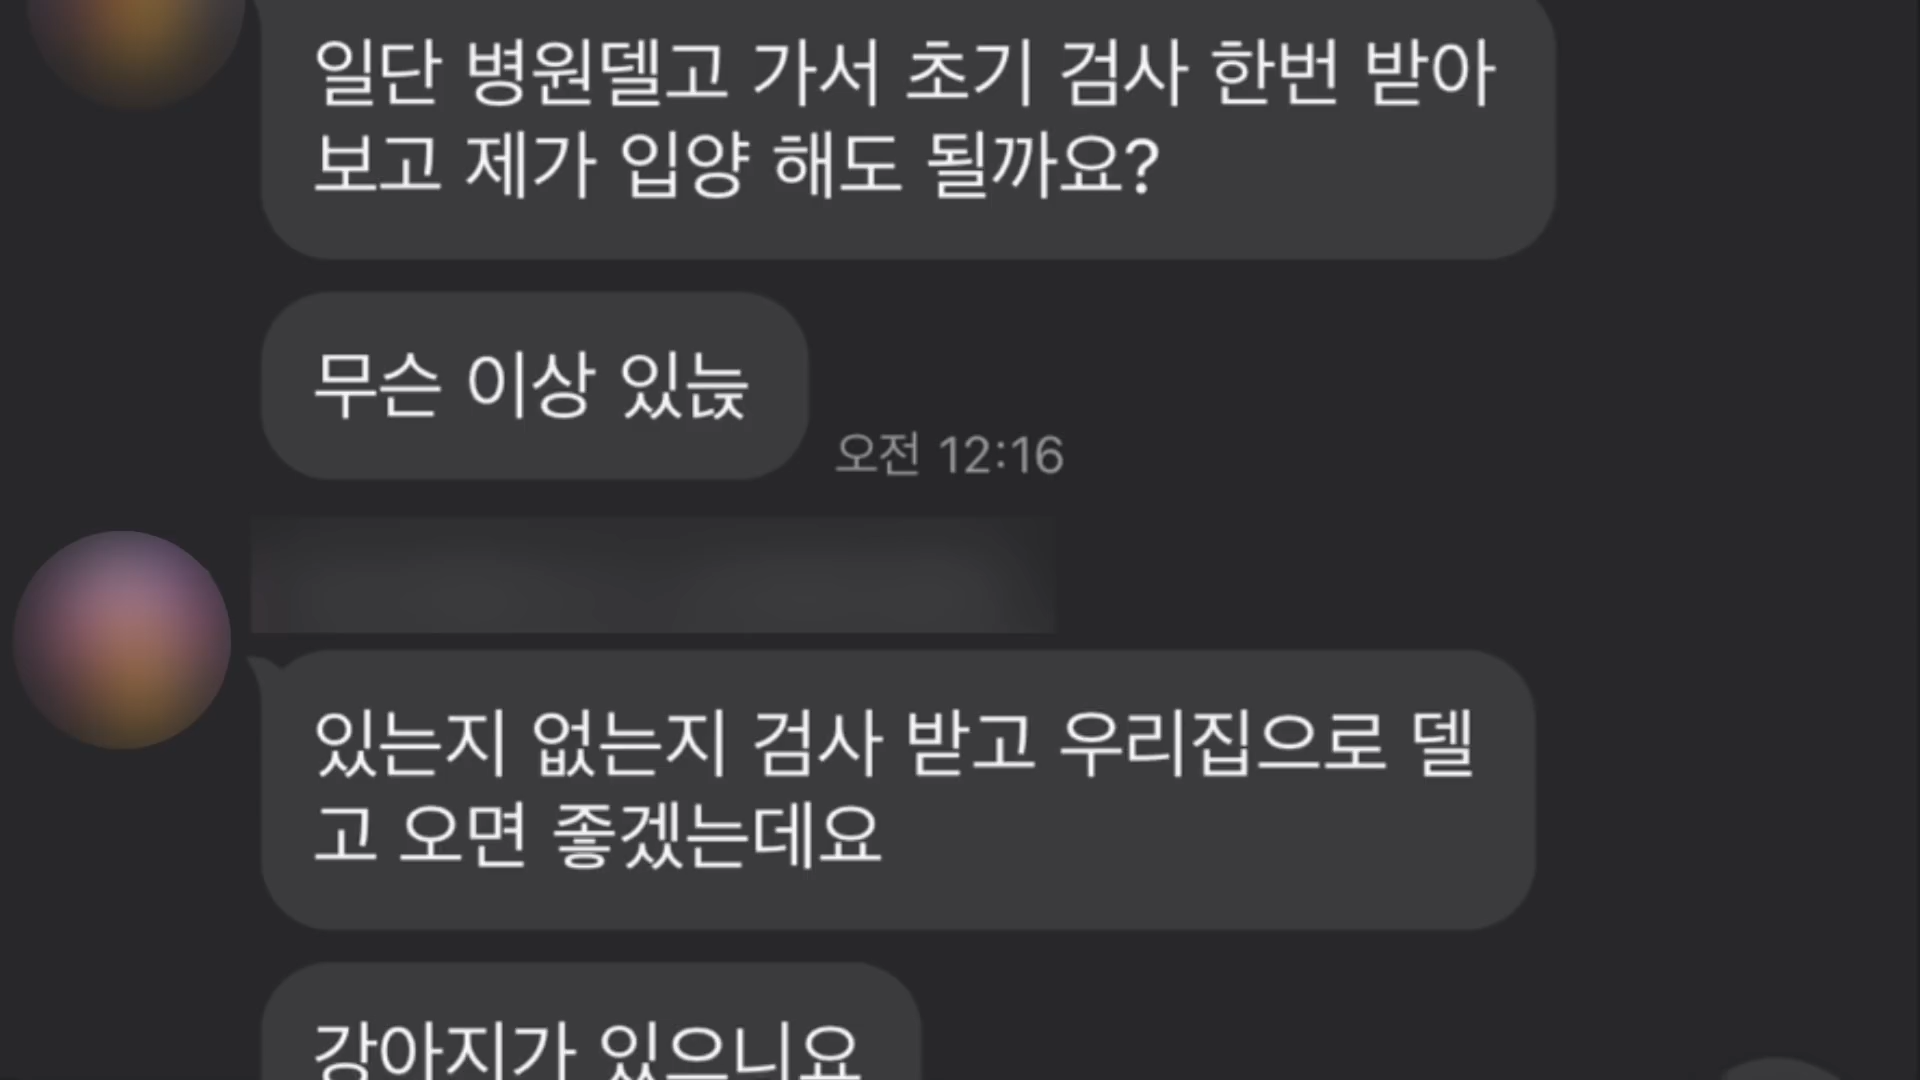 일단 병원델고 가서 초기 검사 한번 받아
보고 제가 입양 해도 될까요?
무슨 이상 있늕
오전 12:16
있는지 없는지 검사 받고 우리집으로 델
고 오면 좋겠는데요
강아지가 있으니요